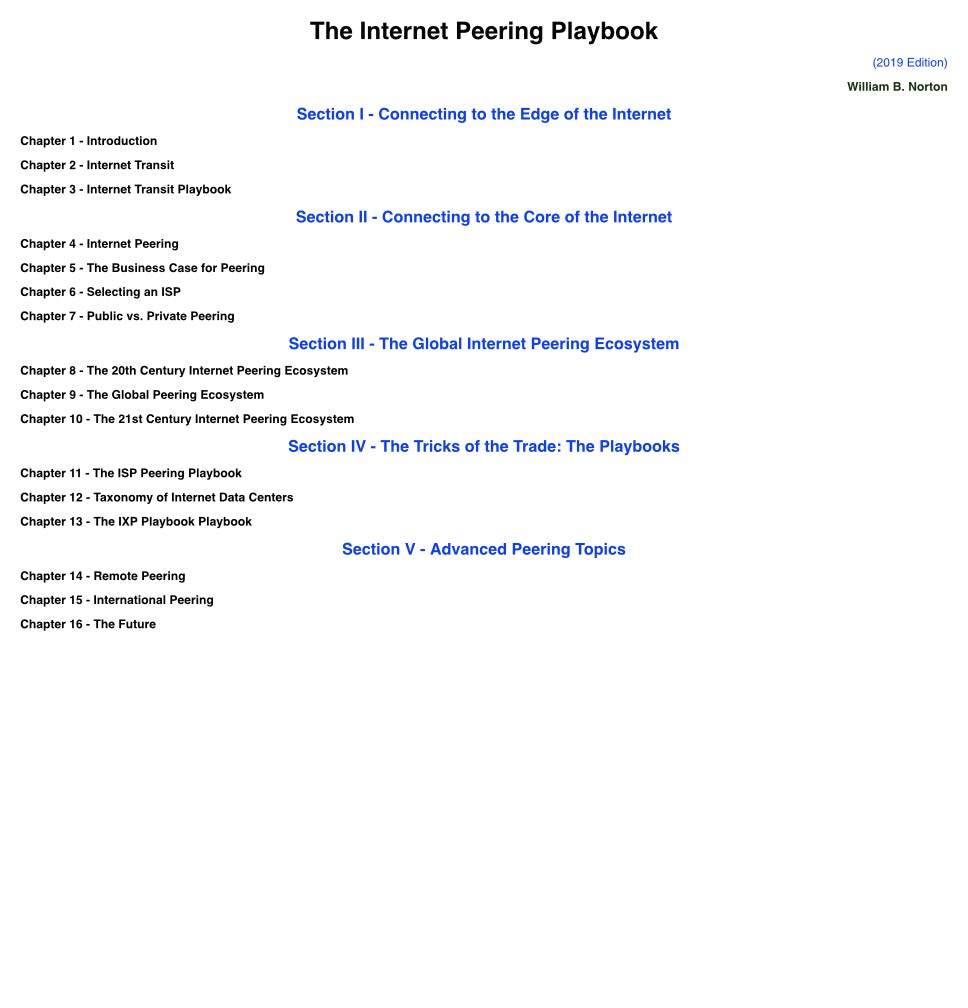 The Internet Peering Playbook
(2019 Edition)
William B. Norton
Section I - Connecting to the Edge of the Internet
Chapter 1 - Introduction
Chapter 2 - Internet Transit
Chapter 3 - Internet Transit Playbook
Section II - Connecting to the Core of the Internet
Chapter 4 - Internet Peering
Chapter 5 - The Business Case for Peering
Chapter 6 - Selecting an ISP
Chapter 7 - Public vs. Private Peering
Section III - The Global Internet Peering Ecosystem
Chapter 8 - The 20th Century Internet Peering Ecosystem
Chapter 9 - The Global Peering Ecosystem
Chapter 10 - The 21st Century Internet Peering Ecosystem
Section IV - The Tricks of the Trade: The Playbooks
Chapter 11 - The ISP Peering Playbook
Chapter 12 - Taxonomy of Internet Data Centers
Chapter 13 - The IXP Playbook Playbook
Section V - Advanced Peering Topics
Chapter 14 - Remote Peering
Chapter 15 - International Peering
Chapter 16 - The Future